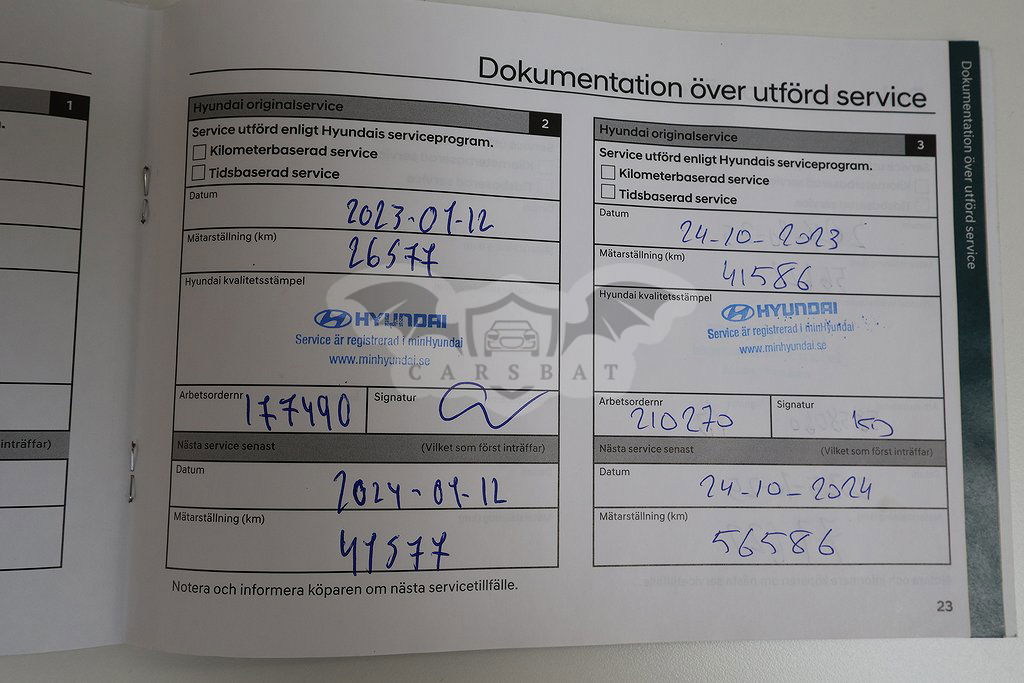 Dokumentation över utförd service
1
inträffar)
Hyundai originalservice
2
Service utförd enligt Hyundais serviceprogram.
Kilometerbaserad service
Tidsbaserad service
Datum
2023-01-12
Mätarställning (km)
26577
Hyundai kvalitetsstämpel
HYUNDAI
Service är registrerad i minHyundai
www.minhyundai.se
Arbetsordernr
177490
Signatur
Nästa service senast
(Vilket som först inträffar)
Datum
2024-01-12
Mätarställning (km)
41577
Notera och informera köparen om nästa servicetillfälle.
Hyundai originalservice
3
Service utförd enligt Hyundais serviceprogram.
Kilometerbaserad service
Tidsbaserad service
Datum
24-10-2023
Mätarställning (km)
41586
Hyundai kvalitetsstämpel
HYUNDAI
Service är registrerad i minHyundai
www.minhyundai.se
Arbetsordernr
210270
Signatur
Nästa service senast
(Vilket som först inträffar)
Datum
24-10-2024
Mätarställning (km)
56586
23
Dokumentation över utförd service
CARSBAT